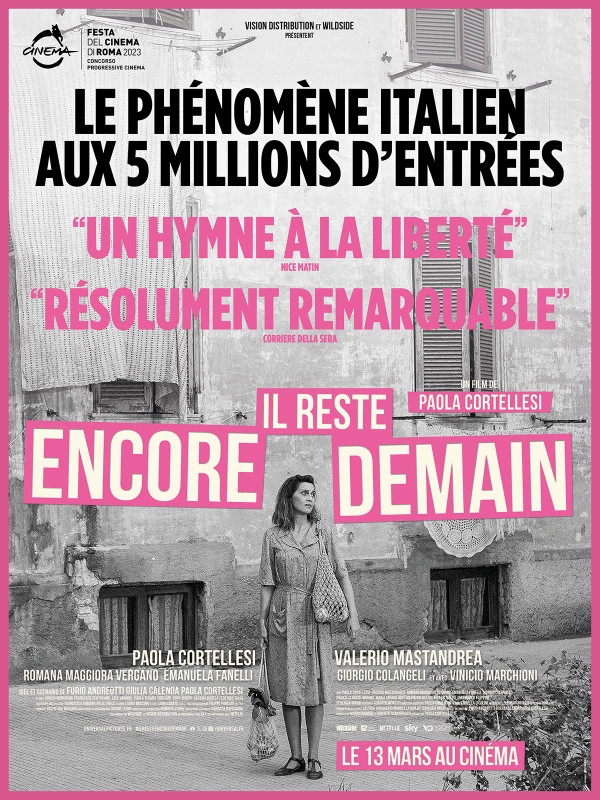 CINEMA
FESTA
DEL CINEMA
DI ROMA 2023
CONCORSO
PROGRESSIVE CINEMA
VISION DISTRIBUTION ET WILDSIDE
PRÉSENTENT
LE PHÉNOMÈNE ITALIEN
AUX 5 MILLIONS D'ENTRÉES
“UN HYMNE À LA LIBERTÉ”
NICE MATIN
“RÉSOLUMENT REMARQUABLE”
CORRIERE DELLA SERA
UN FILM DE
PAOLA CORTELLESI
IL RESTE
ENCORE
DEMAIN
PAOLA CORTELLESI
VALERIO MASTANDREA
ROMANA MAGGIORA VERGANO EMANUELA FANELLI
GIORGIO COLANGELI VINICIO MARCHIONI
FURIO ANDREOTTI GIULIA CALENDA PAOLA CORTELLESI
NETFLIX sky
LE 13 MARS AU CINÉMA